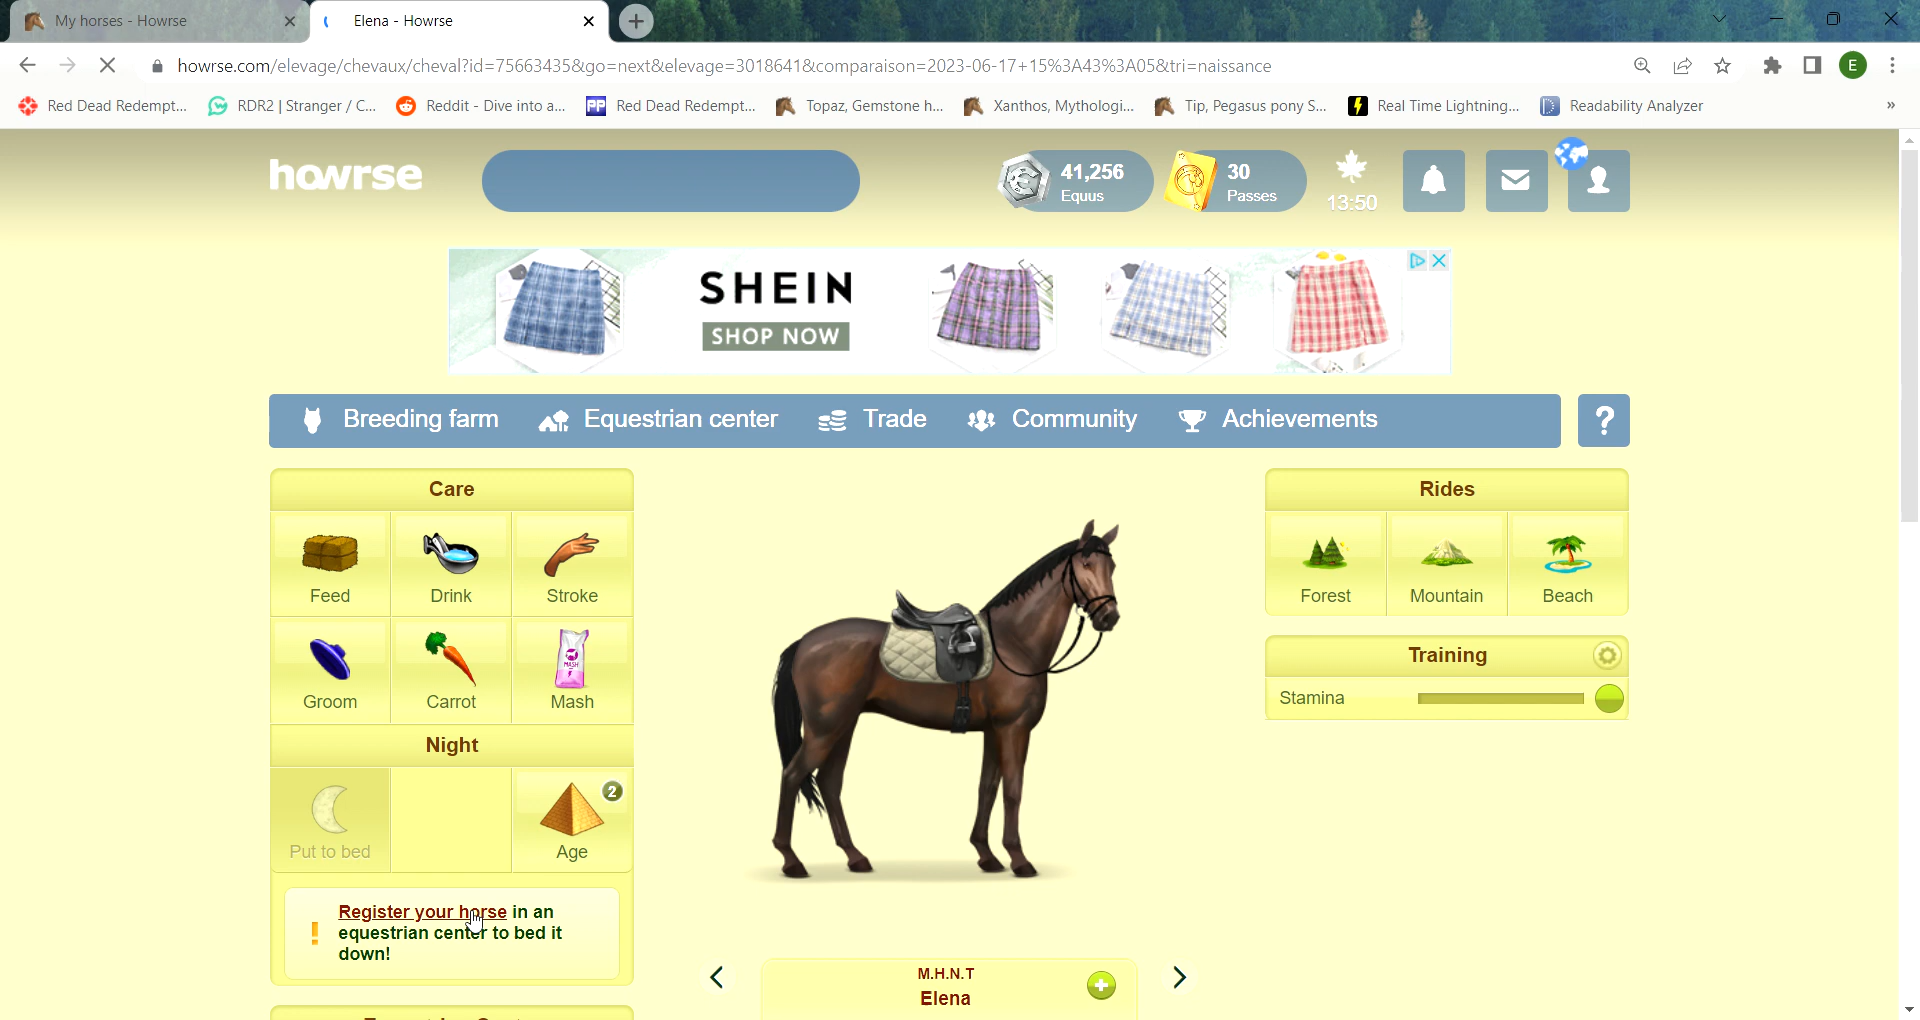 My horses - Howrse
Elena - Howrse
howrse.com/elevage/chevaux/cheval?id=75663435&go=next&elevage=3018641&comparaison=2023-06-17+15%3A43%3A05&tri=naissance
E
Red Dead Redempt...
RDR2 | Stranger / C...
Reddit - Dive into a...
PP
Red Dead Redempt...
Topaz, Gemstone h...
Xanthos, Mythologi...
Tip, Pegasus pony S...
Real Time Lightning...
Readability Analyzer
»
howrse
41,256
Equus
30
Passes
13:50
SHEIN
SHOP NOW
Breeding farm
Equestrian center
Trade
Community
Achievements
?
Care
Feed
Drink
Stroke
Groom
Carrot
MASH
Mash
Night
Put to bed
2
Age
! Register your horse in an
equestrian center to bed it
down!
M.H.N.T
Elena
Rides
Forest
Mountain
Beach
Training
Stamina